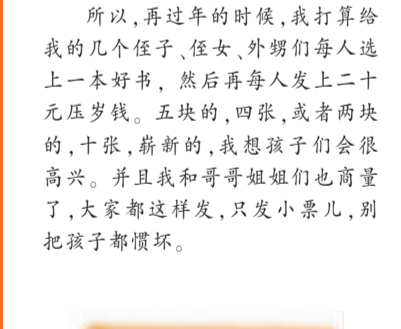 所以,再过年的时候,我打算给
我的几个侄子、侄女、外甥们每人选
上一本好书, 然后再每人发上二十
元压岁钱。五块的,四张,或者两块
的,十张,崭新的,我想孩子们会很
高兴。并且我和哥哥姐姐们也商量
了,大家都这样发,只发小票儿,别
把孩子都惯坏。